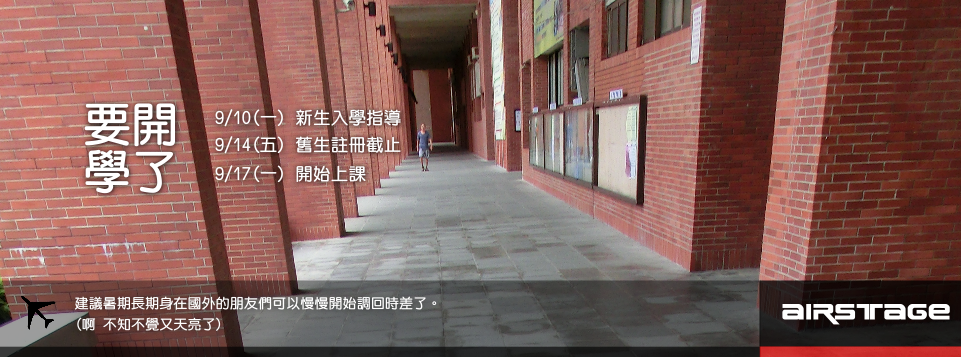 要開
學了
9/10(一) 新生入學指導
9/14(五) 舊生註冊截止
9/17(一) 開始上課
建議暑期長期身在國外的朋友們可以慢慢開始調回時差了。
(啊 不知不覺又天亮了)
AIRSTAGE